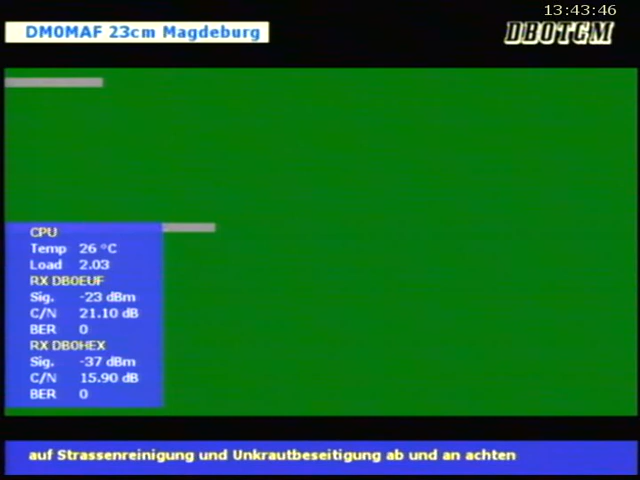 13:43:46
DM0MAF 23cm Magdeburg
DB0TGM
CPU
Temp 26 °C
Load 2.03
RX DB0EUF
Sig. -23 dBm
C/N 21.10 dB
BER 0
RX DB0HEX
Sig. -37 dBm
C/N 15.90 dB
BER 0
auf Strassenreinigung und Unkrautbeseitigung ab und an achten